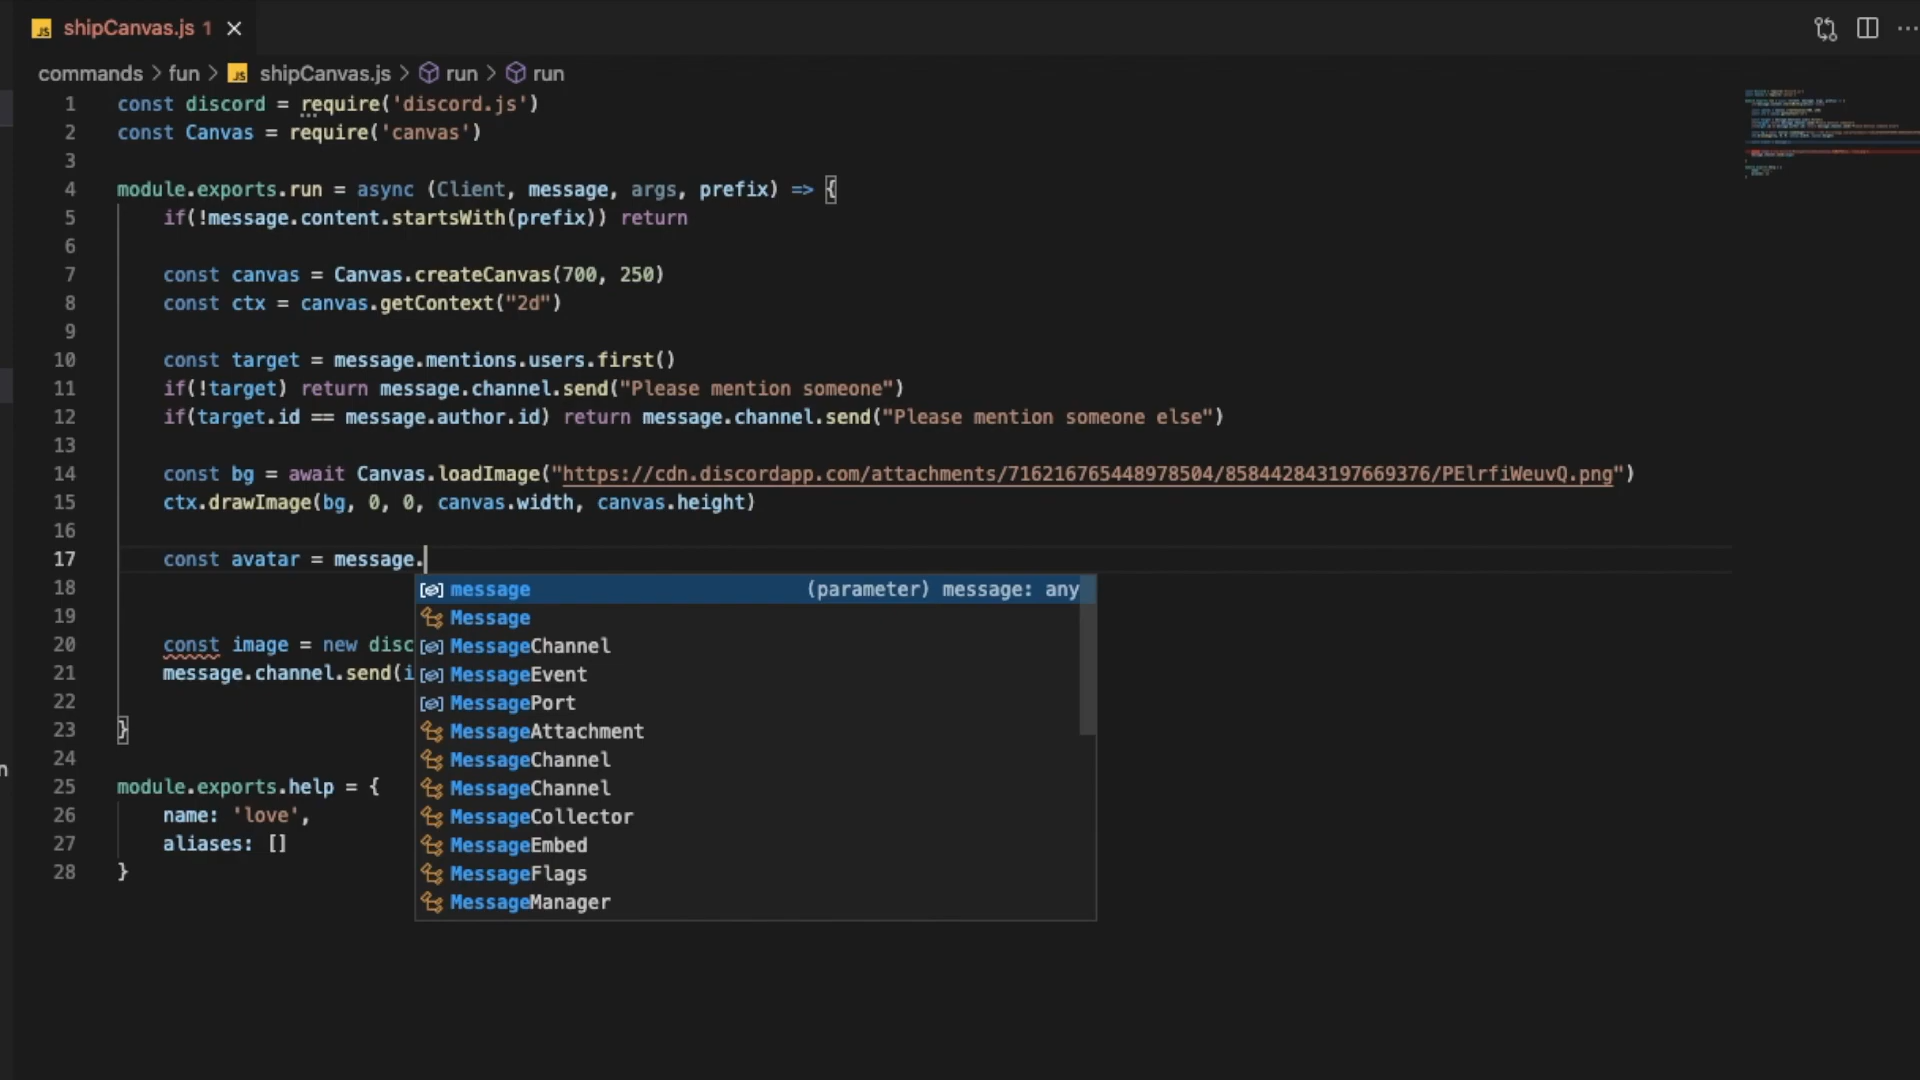 shipCanvas.js 1
commands > fun > shipCanvas.js > run > run
1 const discord = require('discord.js')
2 const Canvas = require('canvas')
3
4 module.exports.run = async (Client, message, args, prefix) => {
5 if(!message.content.startsWith(prefix)) return
6
7 const canvas = Canvas.createCanvas(700, 250)
8 const ctx = canvas.getContext("2d")
9
10 const target = message.mentions.users.first()
11 if(!target) return message.channel.send("Please mention someone")
12 if(target.id == message.author.id) return message.channel.send("Please mention someone else")
13
14 const bg = await Canvas.loadImage("https://cdn.discordapp.com/attachments/716216765448978504/858442843197669376/PElrfiWeuvQ.png")
15 ctx.drawImage(bg, 0, 0, canvas.width, canvas.height)
16
17 const avatar = message.
18
19
20 const image = new disc
21 message.channel.send(i
22
23 }
24
25 module.exports.help = {
26 name: 'love',
27 aliases: []
28 }
message (parameter) message: any
Message
MessageChannel
MessageEvent
MessagePort
MessageAttachment
MessageChannel
MessageChannel
MessageCollector
MessageEmbed
MessageFlags
MessageManager
n